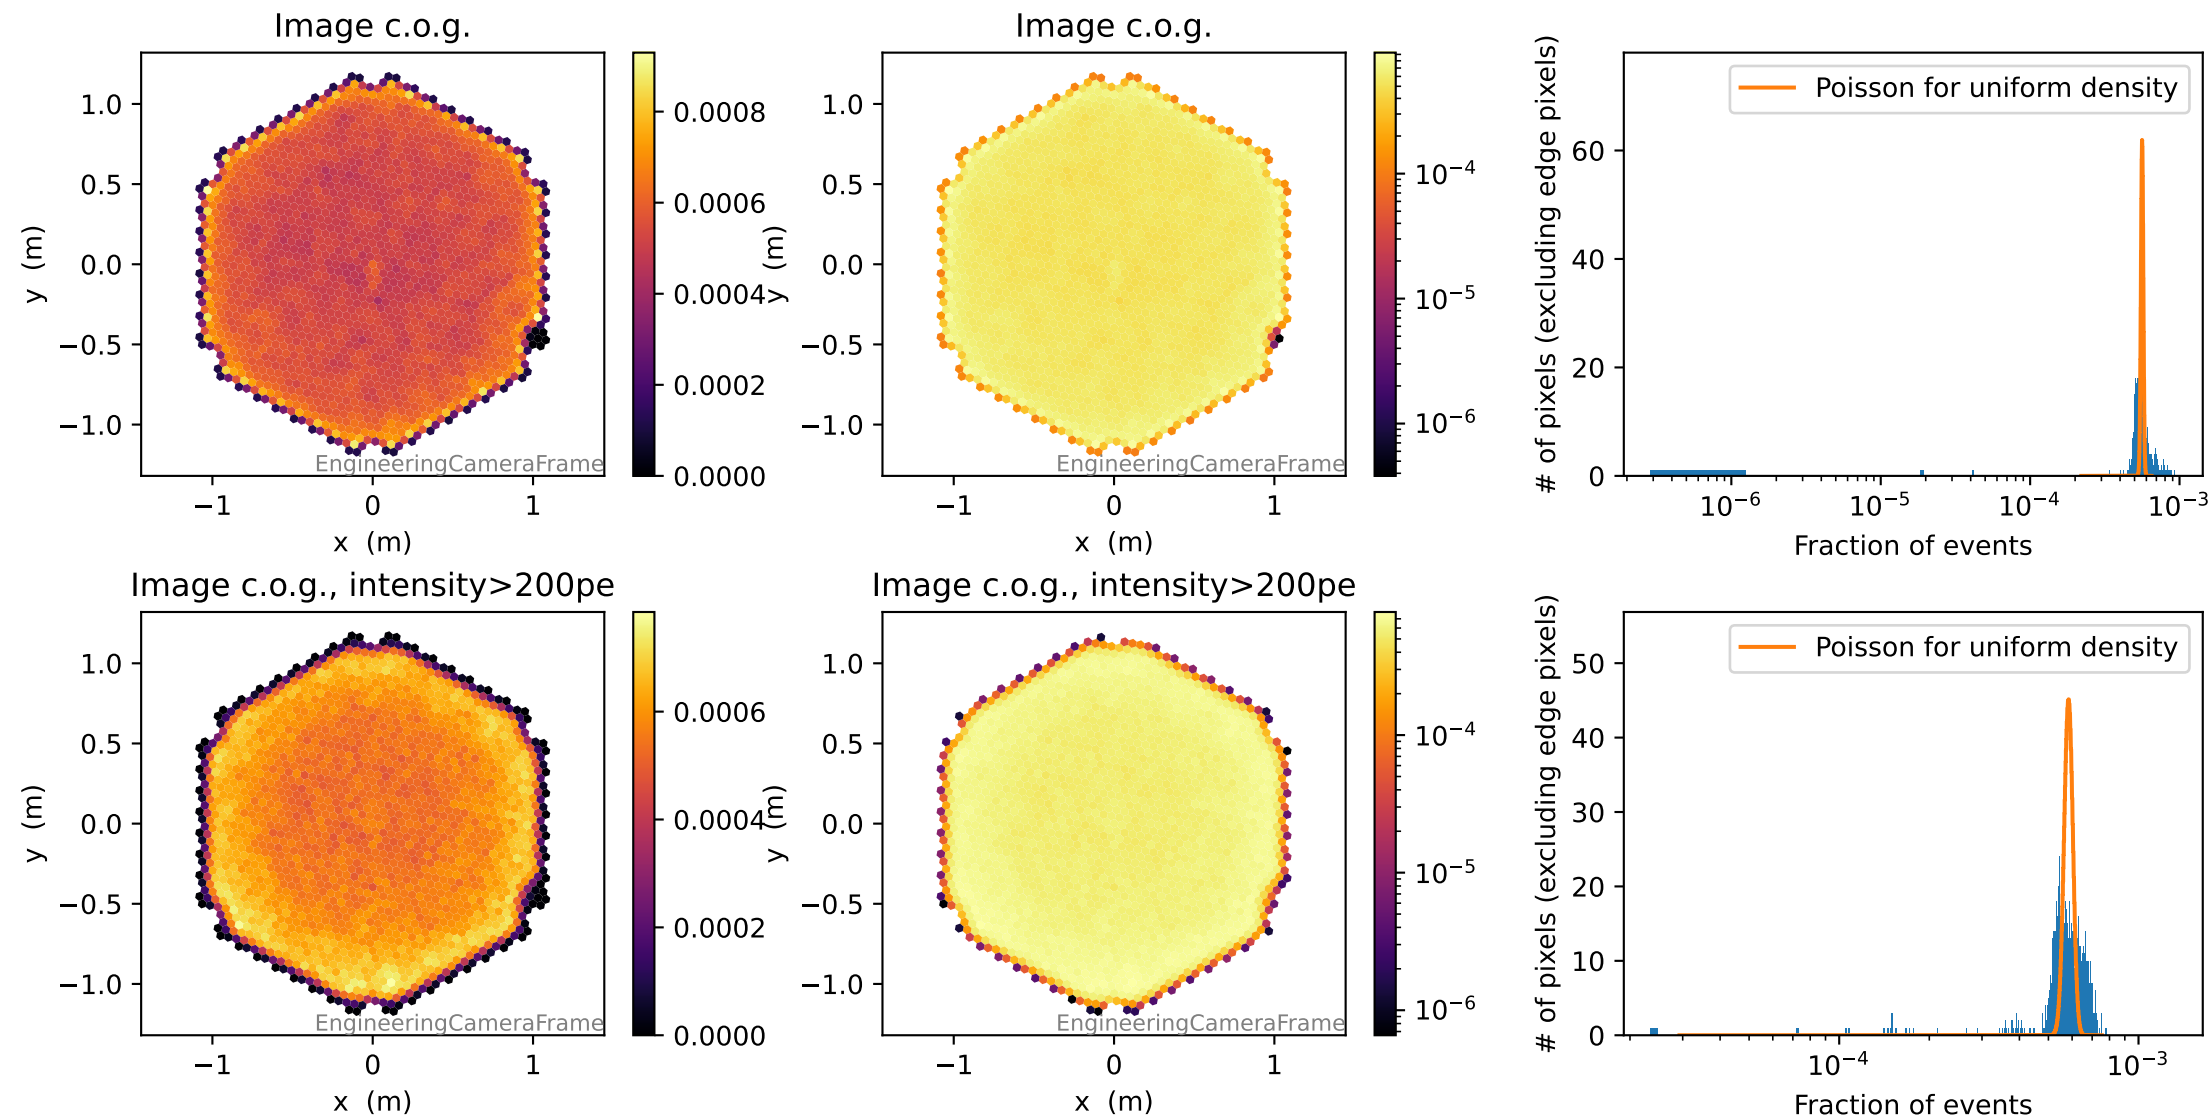 Image c.o.g.
1.0
0.5
0.0
−0.5
−1.0
y (m)
−1
0
1
x (m)
EngineeringCameraFrame
0.0008
0.0006
0.0004
0.0002
0.0000
Image c.o.g.
1.0
0.5
0.0
−0.5
−1.0
y (m)
−1
0
1
x (m)
EngineeringCameraFrame
10⁻⁴
10⁻⁵
10⁻⁶
Poisson for uniform density
# of pixels (excluding edge pixels)
60
40
20
0
10⁻⁶
10⁻⁵
10⁻⁴
10⁻³
Fraction of events
Image c.o.g., intensity>200pe
1.0
0.5
0.0
−0.5
−1.0
y (m)
−1
0
1
x (m)
EngineeringCameraFrame
0.0006
0.0004
0.0002
0.0000
Image c.o.g., intensity>200pe
1.0
0.5
0.0
−0.5
−1.0
y (m)
−1
0
1
x (m)
EngineeringCameraFrame
10⁻⁴
10⁻⁵
10⁻⁶
Poisson for uniform density
# of pixels (excluding edge pixels)
50
40
30
20
10
0
10⁻⁴
10⁻³
Fraction of events